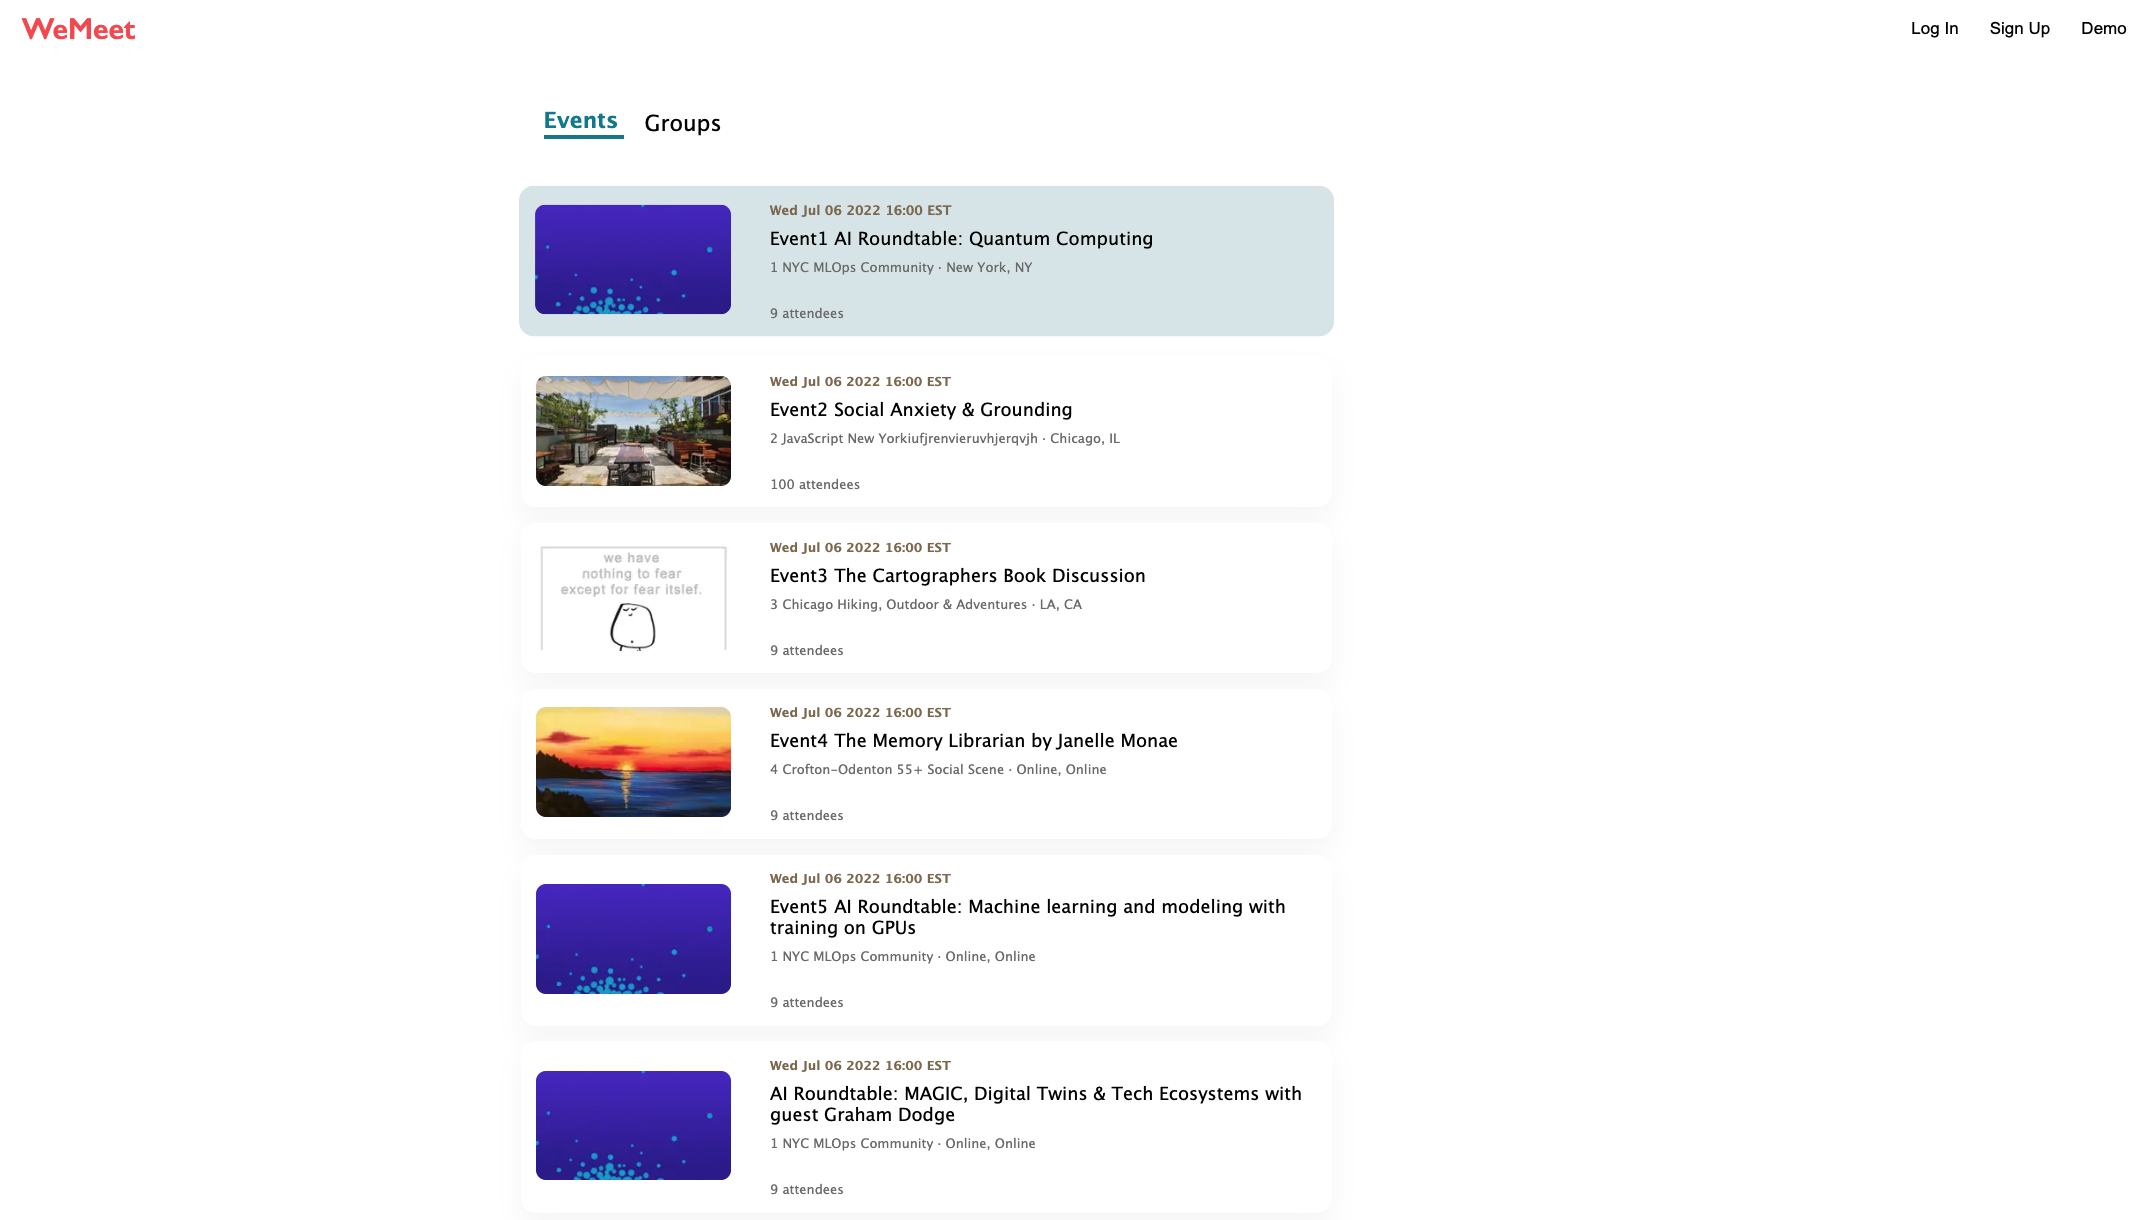 WeMeet
Log In
Sign Up
Demo
Events
Groups
Wed Jul 06 2022 16:00 EST
Event1 AI Roundtable: Quantum Computing
1 NYC MLOps Community · New York, NY
9 attendees
Wed Jul 06 2022 16:00 EST
Event2 Social Anxiety & Grounding
2 JavaScript New Yorkiufjrenvieruvhjerqvjh · Chicago, IL
100 attendees
we have
nothing to fear
except for fear itslef.
Wed Jul 06 2022 16:00 EST
Event3 The Cartographers Book Discussion
3 Chicago Hiking, Outdoor & Adventures · LA, CA
9 attendees
Wed Jul 06 2022 16:00 EST
Event4 The Memory Librarian by Janelle Monae
4 Crofton-Odenton 55+ Social Scene · Online, Online
9 attendees
Wed Jul 06 2022 16:00 EST
Event5 AI Roundtable: Machine learning and modeling with
training on GPUs
1 NYC MLOps Community · Online, Online
9 attendees
Wed Jul 06 2022 16:00 EST
AI Roundtable: MAGIC, Digital Twins & Tech Ecosystems with
guest Graham Dodge
1 NYC MLOps Community · Online, Online
9 attendees